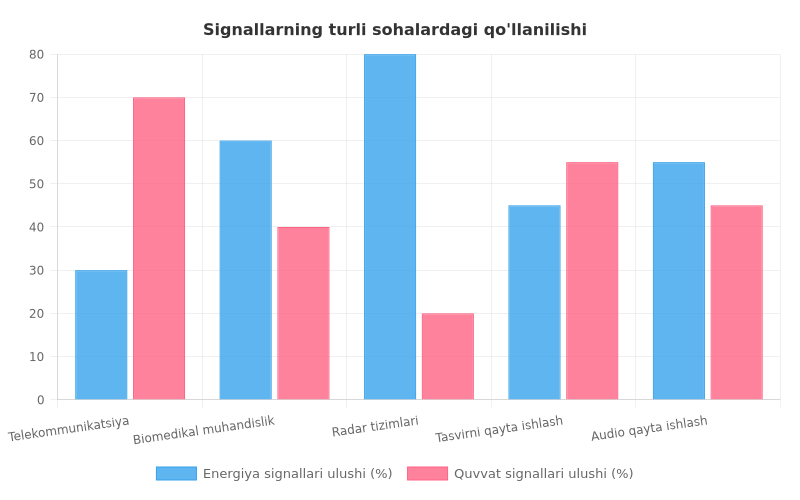 Signallarning turli sohalardagi qo'llanilishi
80
70
60
50
40
30
20
10
0
Telekommunikatsiya
Biomedikal muhandislik
Radar tizimlari
Tasvirni qayta ishlash
Audio qayta ishlash
Energiya signallari ulushi (%)
Quvvat signallari ulushi (%)